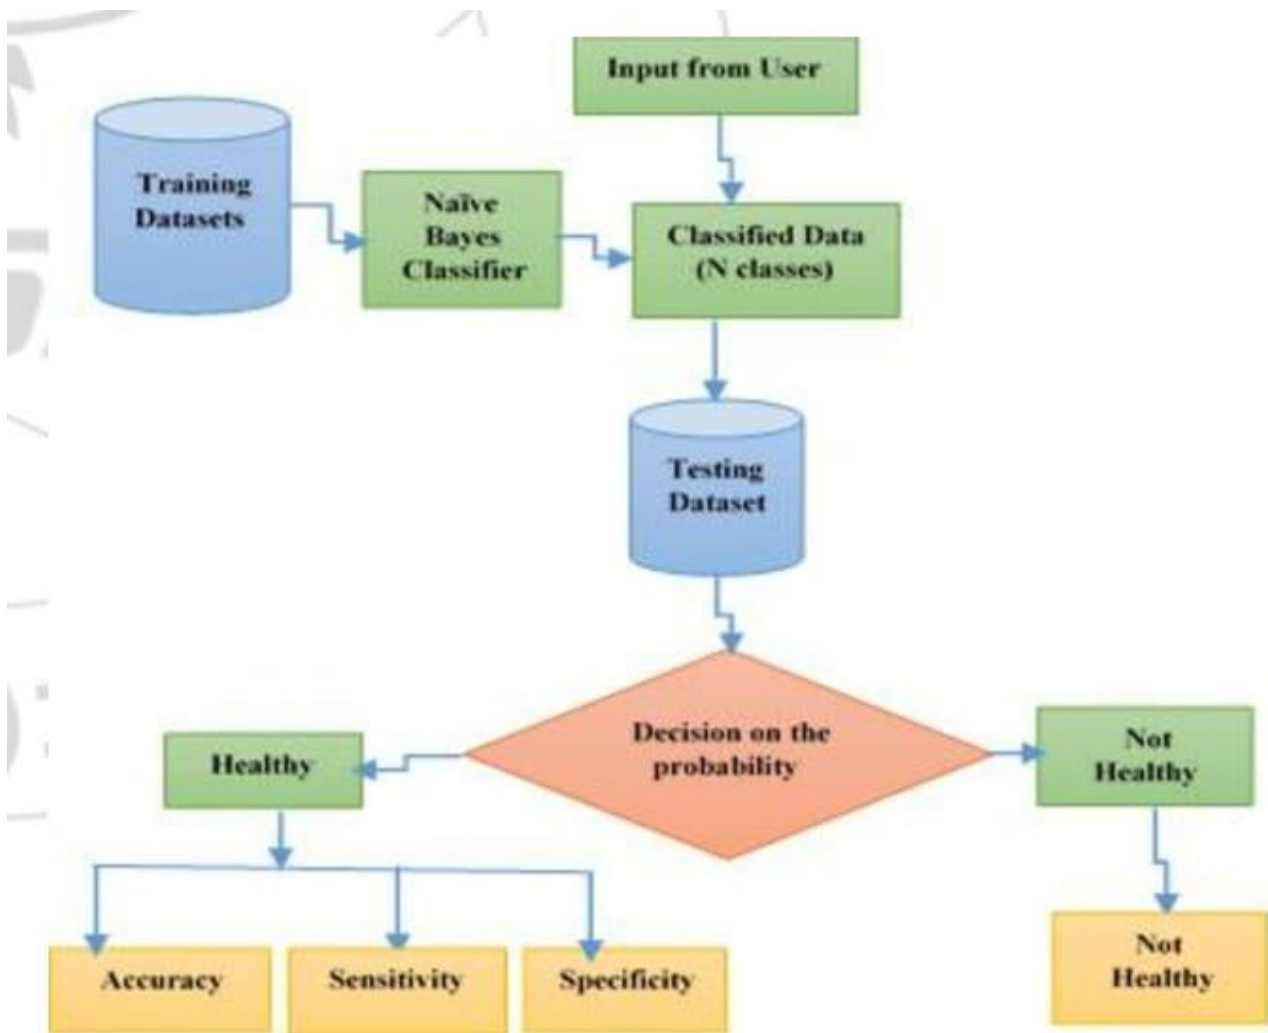 Input from User
Training
Datasets
Naïve
Bayes
Classifier
Classified Data
(N classes)
Testing
Dataset
Decision on the
probability
Healthy
Not
Healthy
Accuracy
Sensitivity
Specificity
Not
Healthy